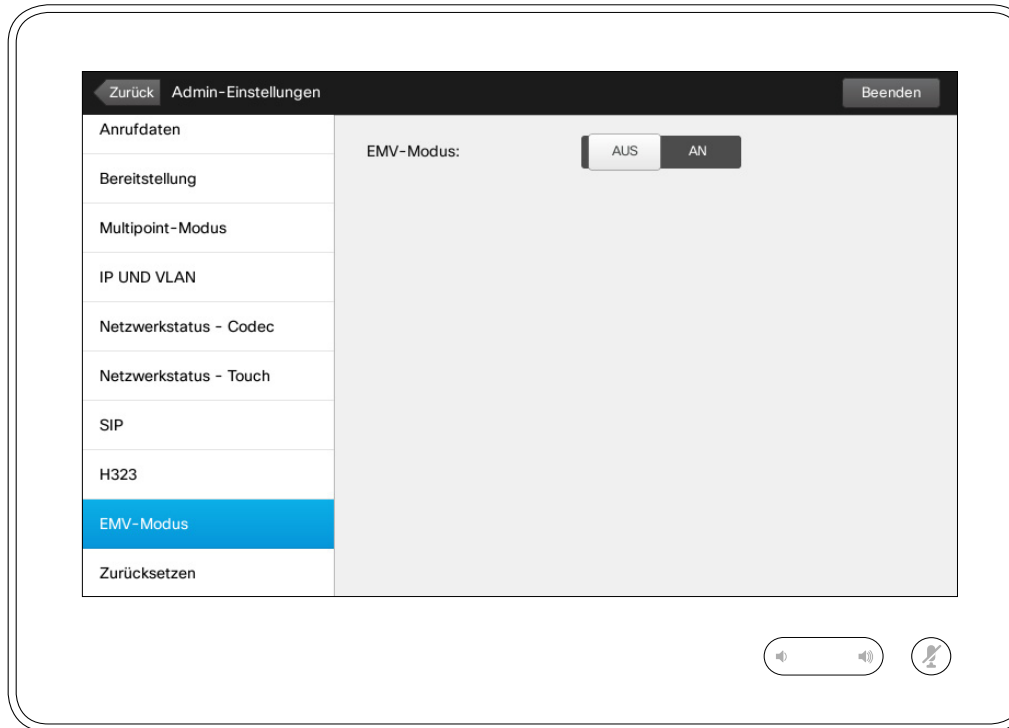 Zurück Admin-Einstellungen Beenden
Anrufdaten
EMV-Modus: AUS AN
Bereitstellung
Multipoint-Modus
IP UND VLAN
Netzwerkstatus - Codec
Netzwerkstatus - Touch
SIP
H323
EMV-Modus
Zurücksetzen